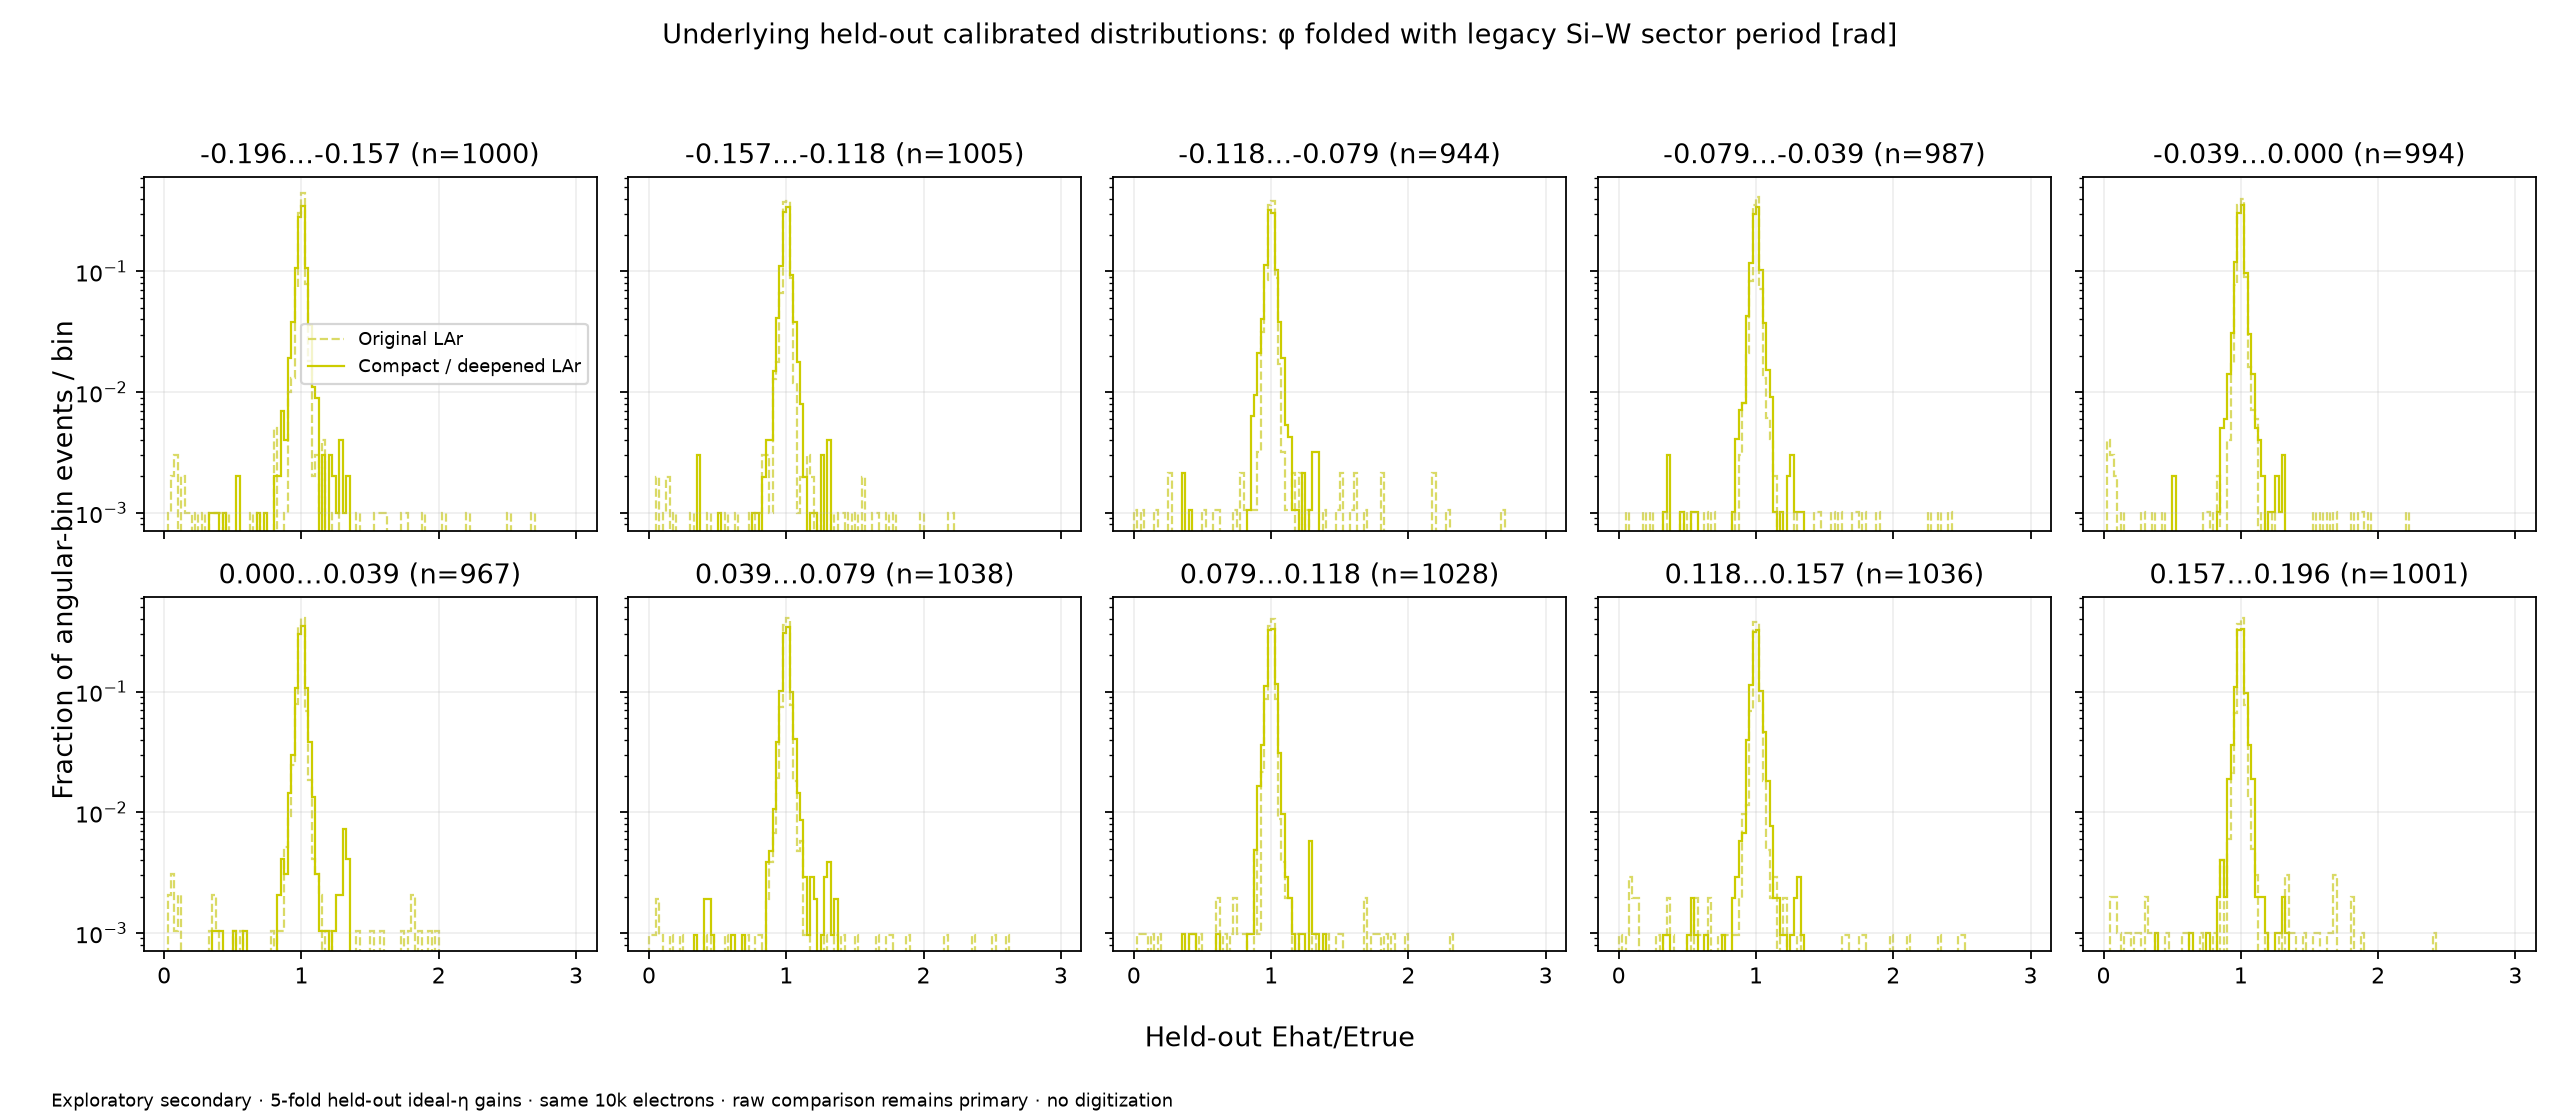 Underlying held-out calibrated distributions: φ folded with legacy Si–W sector period [rad]
-0.196…-0.157 (n=1000)
-0.157…-0.118 (n=1005)
-0.118…-0.079 (n=944)
-0.079…-0.039 (n=987)
-0.039…0.000 (n=994)
10⁻¹
10⁻²
10⁻³
Original LAr
Compact / deepened LAr
Fraction of angular-bin events / bin
0.000…0.039 (n=967)
0.039…0.079 (n=1038)
0.079…0.118 (n=1028)
0.118…0.157 (n=1036)
0.157…0.196 (n=1001)
10⁻¹
10⁻²
10⁻³
0 1 2 3
0 1 2 3
0 1 2 3
0 1 2 3
0 1 2 3
Held-out Ehat/Etrue
Exploratory secondary · 5-fold held-out ideal-η gains · same 10k electrons · raw comparison remains primary · no digitization